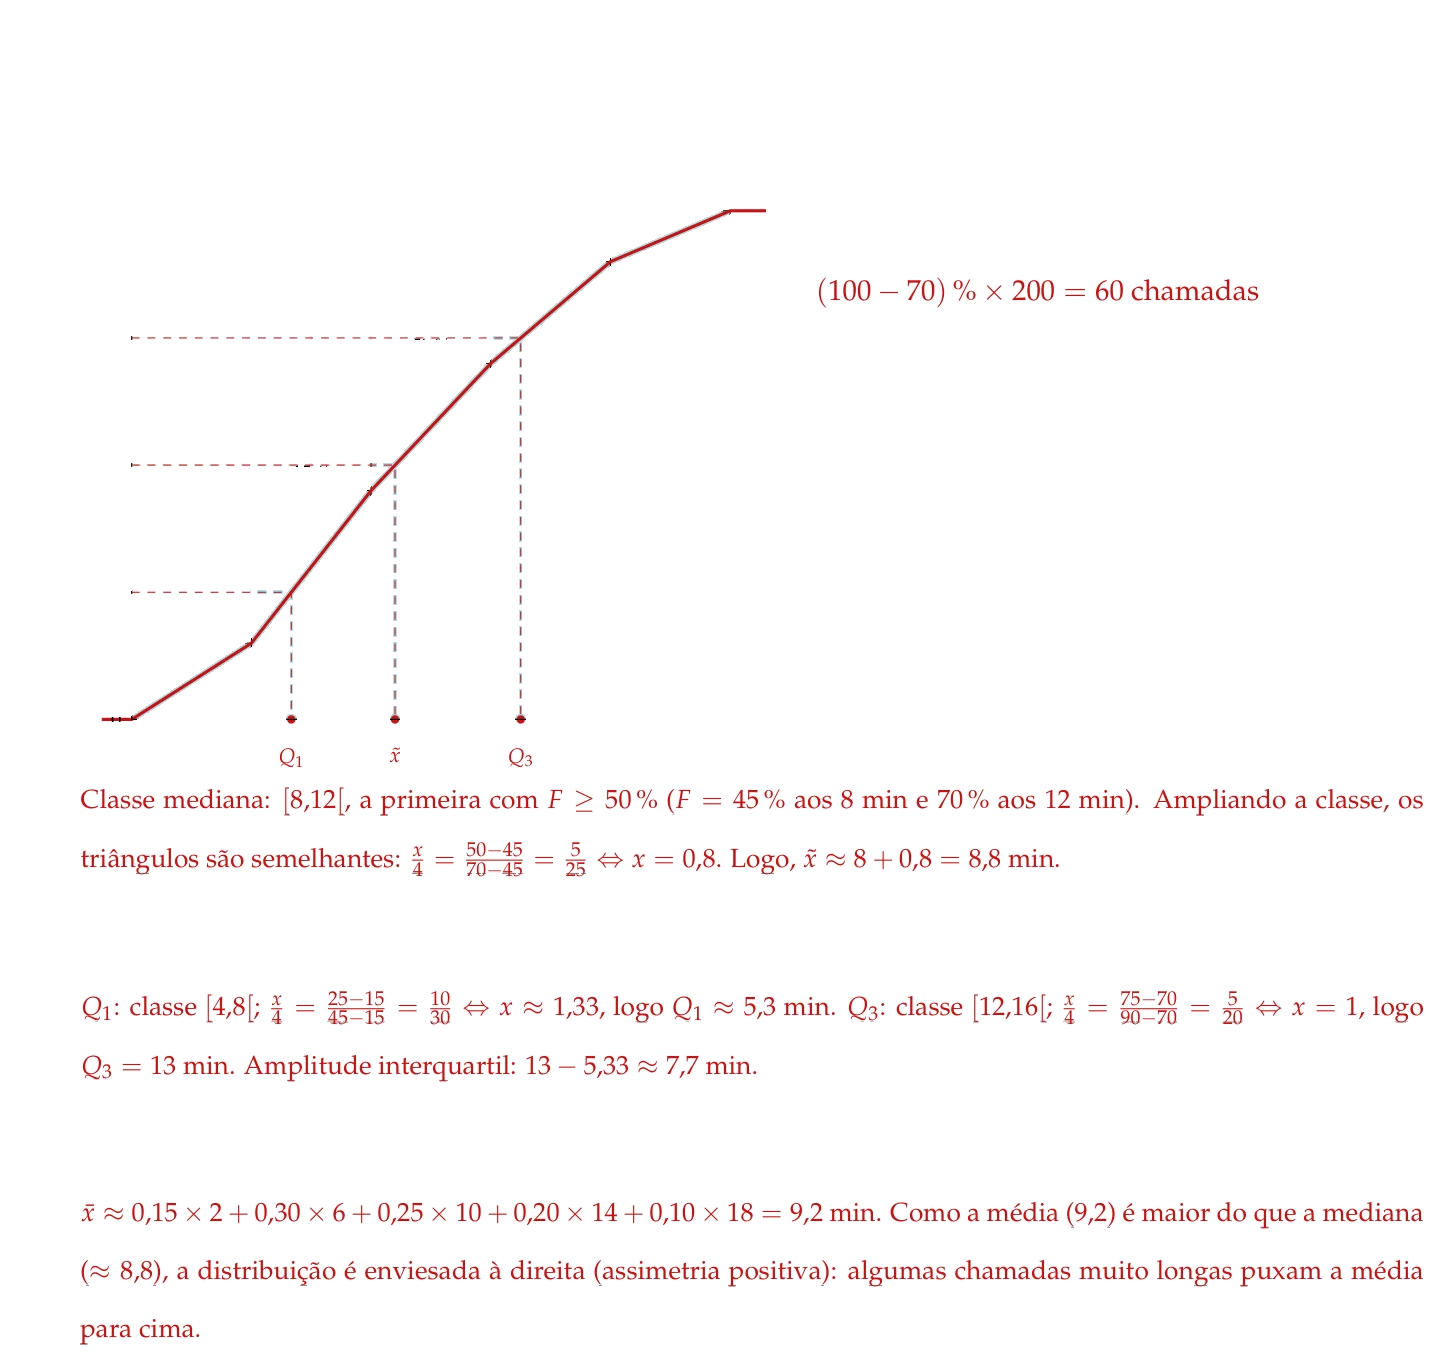 (100 − 70) % × 200 = 60 chamadas
Q₁ x̃ Q₃
Classe mediana: [8,12[, a primeira com F ≥ 50 % (F = 45 % aos 8 min e 70 % aos 12 min). Ampliando a classe, os
triângulos são semelhantes: x/4 = (50−45)/(70−45) = 5/25 ⇔ x = 0,8. Logo, x̃ ≈ 8 + 0,8 = 8,8 min.
Q₁: classe [4,8[; x/4 = (25−15)/(45−15) = 10/30 ⇔ x ≈ 1,33, logo Q₁ ≈ 5,3 min. Q₃: classe [12,16[; x/4 = (75−70)/(90−70) = 5/20 ⇔ x = 1, logo
Q₃ = 13 min. Amplitude interquartil: 13 − 5,33 ≈ 7,7 min.
x̄ ≈ 0,15 × 2 + 0,30 × 6 + 0,25 × 10 + 0,20 × 14 + 0,10 × 18 = 9,2 min. Como a média (9,2) é maior do que a mediana
(≈ 8,8), a distribuição é enviesada à direita (assimetria positiva): algumas chamadas muito longas puxam a média
para cima.